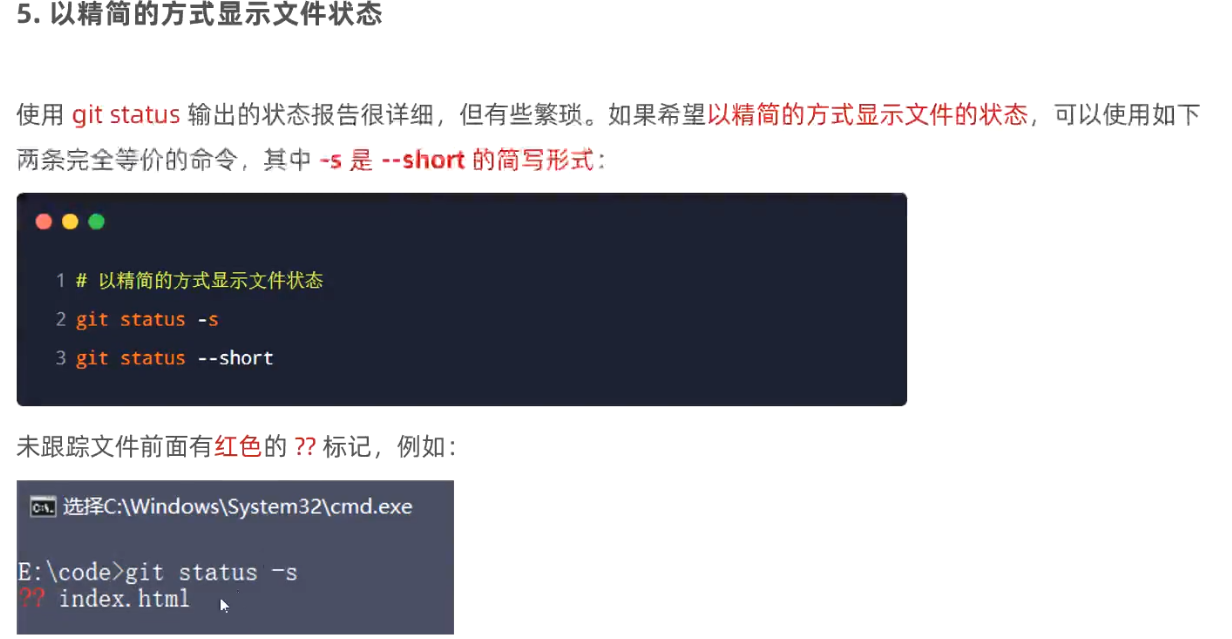 5. 以精简的方式显示文件状态
使用 git status 输出的状态报告很详细，但有些繁琐。如果希望以精简的方式显示文件的状态，可以使用如下
两条完全等价的命令，其中 -s 是 --short 的简写形式：
1 # 以精简的方式显示文件状态
2 git status -s
3 git status --short
未跟踪文件前面有红色的 ?? 标记，例如：
选择C:\Windows\System32\cmd.exe
E:\code>git status -s
?? index.html